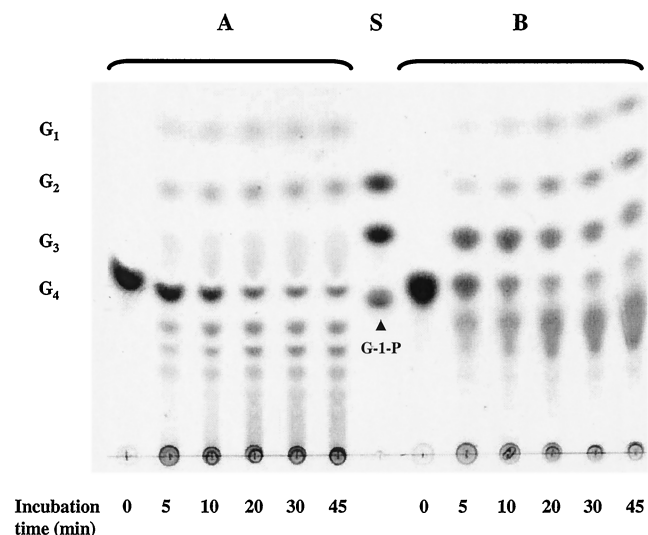 A S B
G₁
G₂
G₃
G₄
G-1-P
Incubation 0 5 10 20 30 45 0 5 10 20 30 45
time (min)